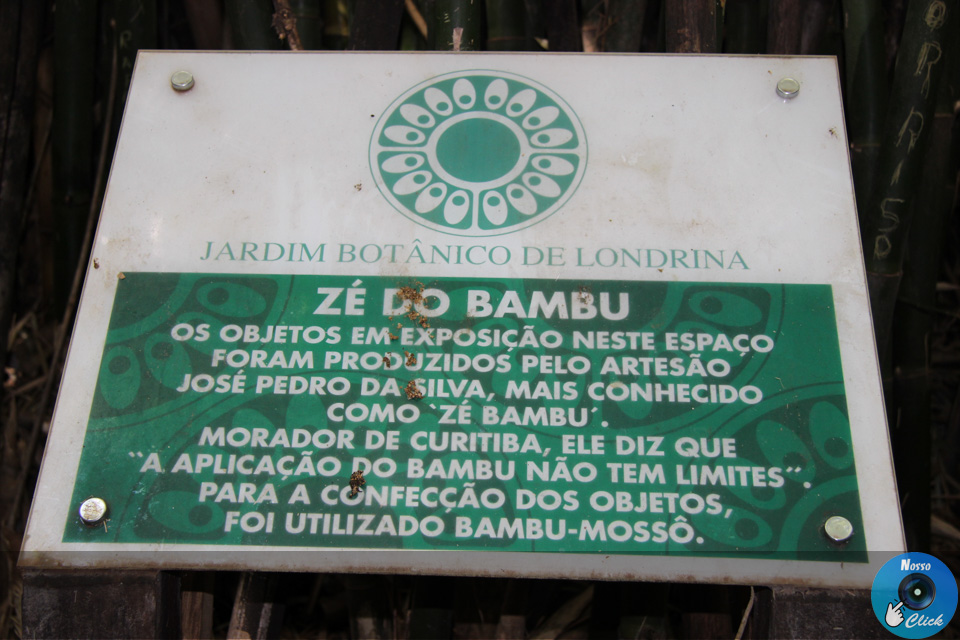 JARDIM BOTÂNICO DE LONDRINA
ZÉ DO BAMBU
OS OBJETOS EM EXPOSIÇÃO NESTE ESPAÇO
FORAM PRODUZIDOS PELO ARTESÃO
JOSÉ PEDRO DA SILVA, MAIS CONHECIDO
COMO `ZÉ BAMBU´.
MORADOR DE CURITIBA, ELE DIZ QUE
"A APLICAÇÃO DO BAMBU NÃO TEM LIMITES".
PARA A CONFECÇÃO DOS OBJETOS,
FOI UTILIZADO BAMBU-MOSSÔ.
Nosso
Click